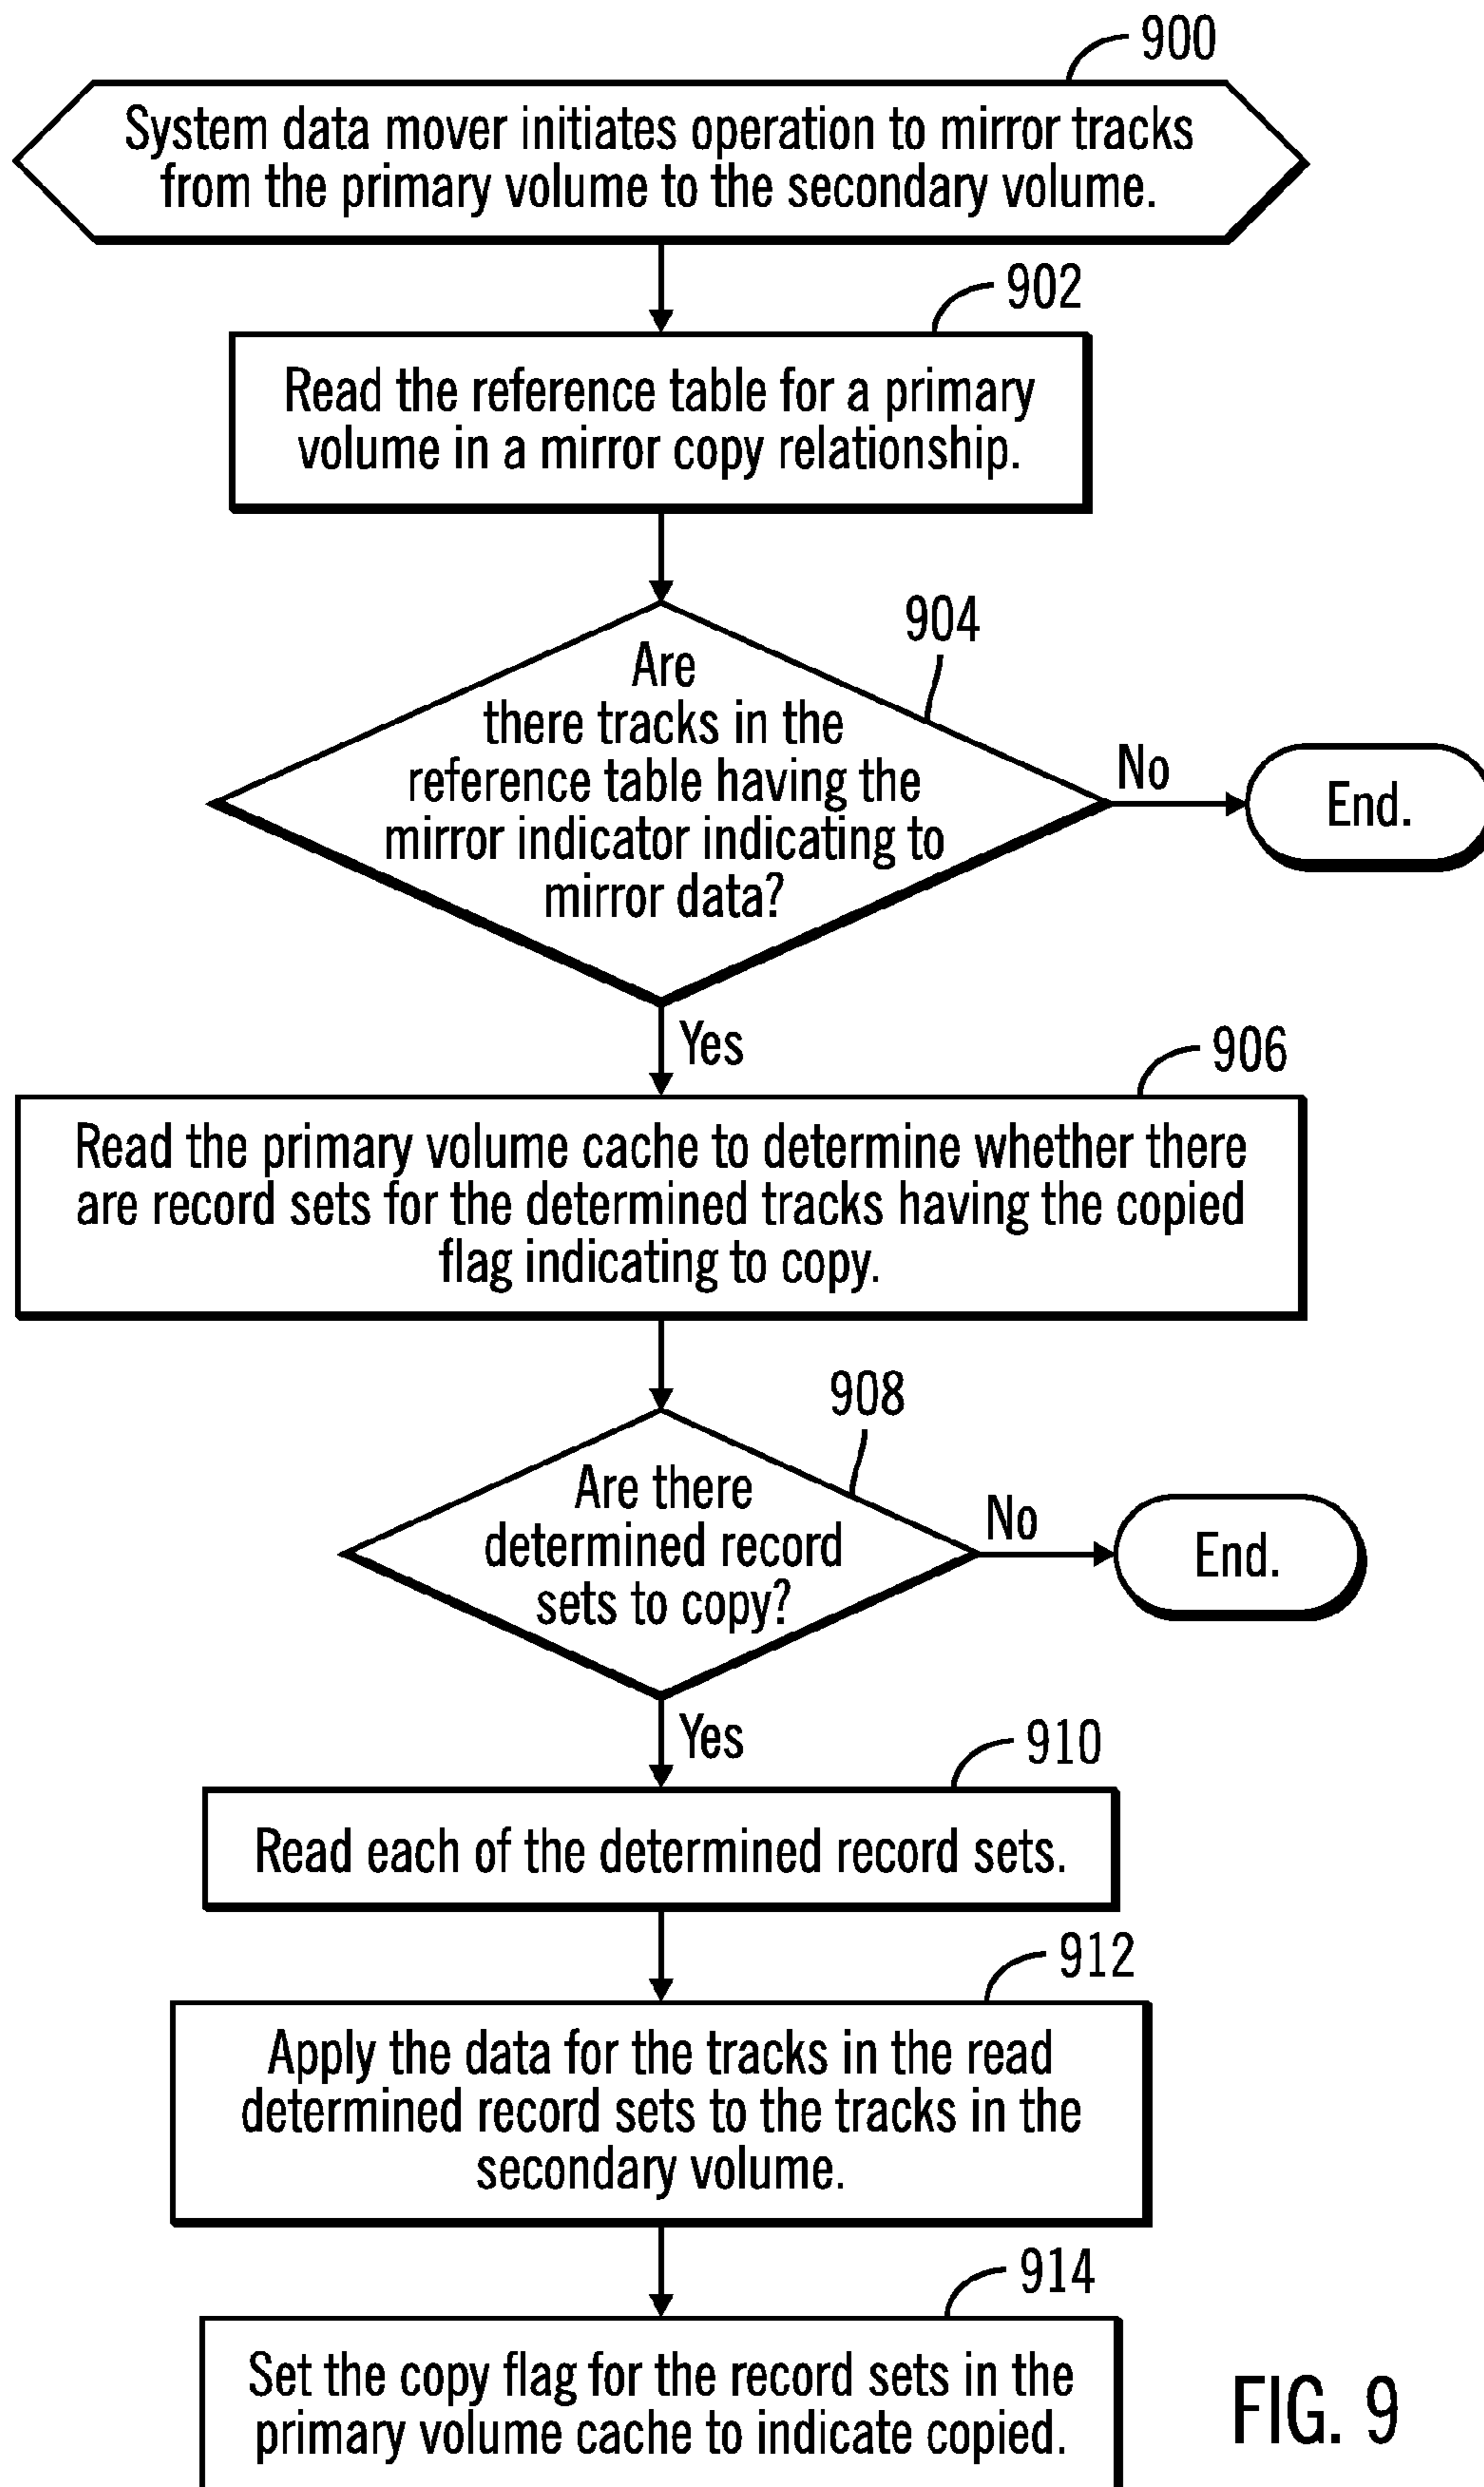 900
System data mover initiates operation to mirror tracks
from the primary volume to the secondary volume.
902
Read the reference table for a primary
volume in a mirror copy relationship.
904
Are
there tracks in the
reference table having the
mirror indicator indicating to
mirror data?
No
End.
Yes
906
Read the primary volume cache to determine whether there
are record sets for the determined tracks having the copied
flag indicating to copy.
908
Are there
determined record
sets to copy?
No
End.
Yes
910
Read each of the determined record sets.
912
Apply the data for the tracks in the read
determined record sets to the tracks in the
secondary volume.
914
Set the copy flag for the record sets in the
primary volume cache to indicate copied.
FIG. 9